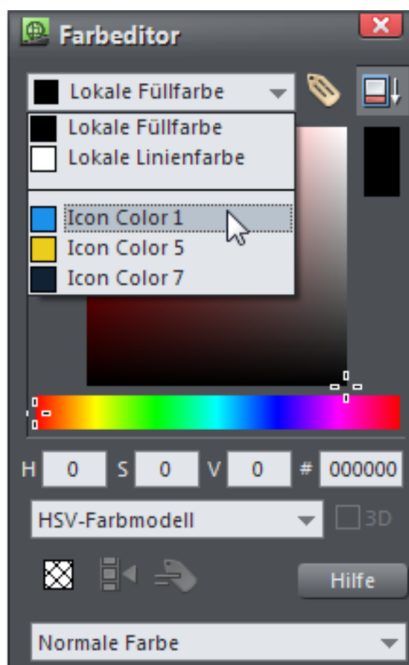 Farbeditor
Lokale Füllfarbe
Lokale Füllfarbe
Lokale Linienfarbe
Icon Color 1
Icon Color 5
Icon Color 7
H 0 S 0 V 0 # 000000
HSV-Farbmodell 3D
Hilfe
Normale Farbe